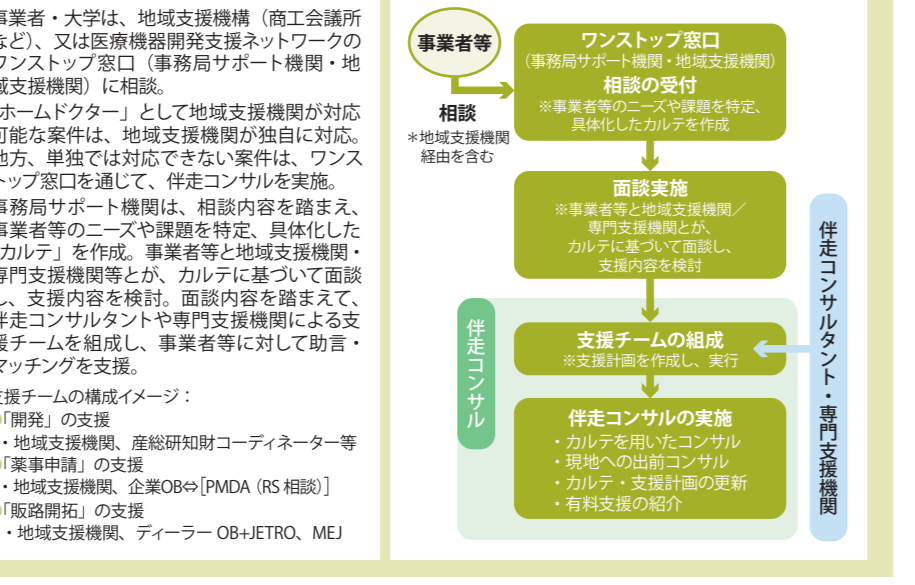 事業者・大学は、地域支援機構（商工会議所
など）、又は医療機器開発支援ネットワークの
ワンストップ窓口（事務局サポート機関・地
域支援機関）に相談。
「ホームドクター」として地域支援機関が対応
可能な案件は、地域支援機関が独自に対応。
他方、単独では対応できない案件は、ワンス
トップ窓口を通じて、伴走コンサルを実施。
事務局サポート機関は、相談内容を踏まえ、
事業者等のニーズや課題を特定、具体化した
「カルテ」を作成。事業者等と地域支援機関・
専門支援機関等とが、カルテに基づいて面談
し、支援内容を検討。面談内容を踏まえて、
伴走コンサルタントや専門支援機関による支
援チームを組成し、事業者等に対して助言・
マッチングを支援。
支援チームの構成イメージ：
「開発」の支援
・地域支援機関、産総研知財コーディネーター等
「薬事申請」の支援
・地域支援機関、企業OB⇔［PMDA（RS 相談）］
「販路開拓」の支援
・地域支援機関、ディーラー OB+JETRO、MEJ
事業者等
相談
＊地域支援機関
経由を含む
ワンストップ窓口
（事務局サポート機関・地域支援機関）
相談の受付
※事業者等のニーズや課題を特定、
具体化したカルテを作成
面談実施
※事業者等と地域支援機関／
専門支援機関とが、
カルテに基づいて面談し、
支援内容を検討
伴走コンサル
支援チームの組成
※支援計画を作成し、実行
伴走コンサルの実施
・カルテを用いたコンサル
・現地への出前コンサル
・カルテ・支援計画の更新
・有料支援の紹介
伴走コンサルタント・専門支援機関